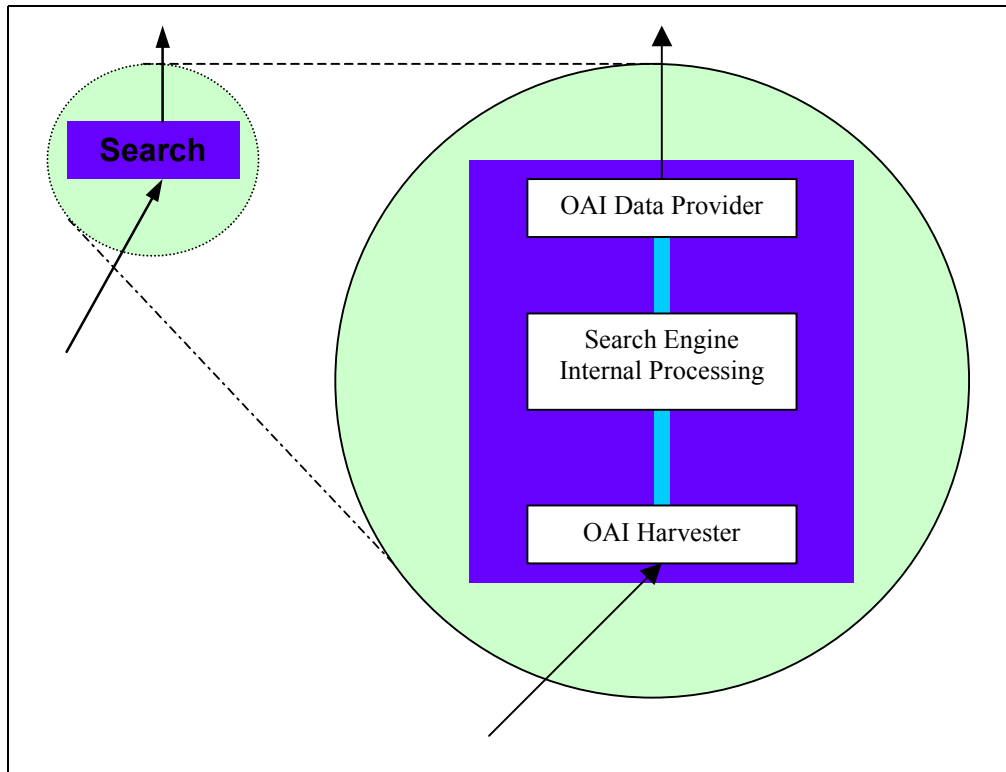 Search
OAI Data Provider
Search Engine
Internal Processing
OAI Harvester